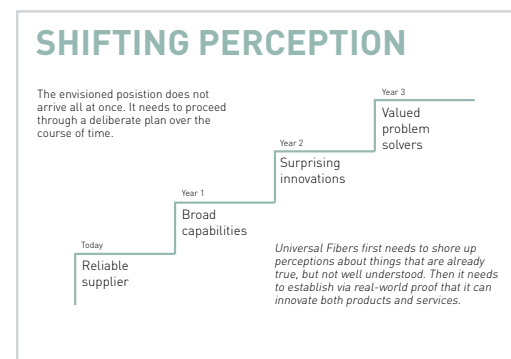 SHIFTING PERCEPTION
The envisioned posistion does not
arrive all at once. It needs to proceed
through a deliberate plan over the
course of time.
Year 3
Valued
problem
solvers
Year 2
Surprising
innovations
Year 1
Broad
capabilities
Today
Reliable
supplier
Universal Fibers first needs to shore up
perceptions about things that are already
true, but not well understood. Then it needs
to establish via real-world proof that it can
innovate both products and services.